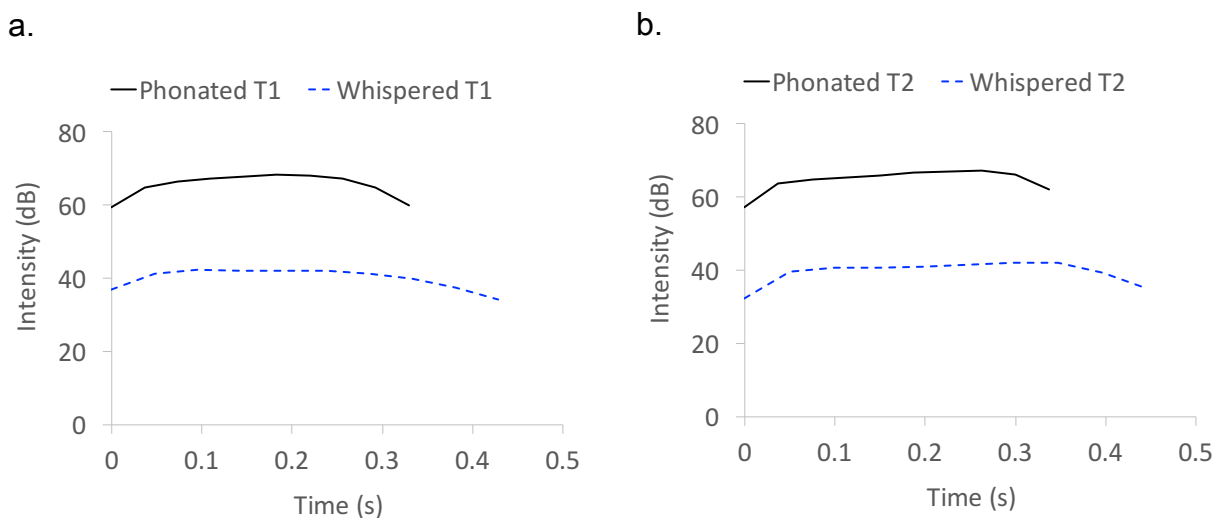 a.
Phonated T1 Whispered T1
80
60
40
20
0
Intensity (dB)
0 0.1 0.2 0.3 0.4 0.5
Time (s)
b.
Phonated T2 Whispered T2
80
60
40
20
0
Intensity (dB)
0 0.1 0.2 0.3 0.4 0.5
Time (s)